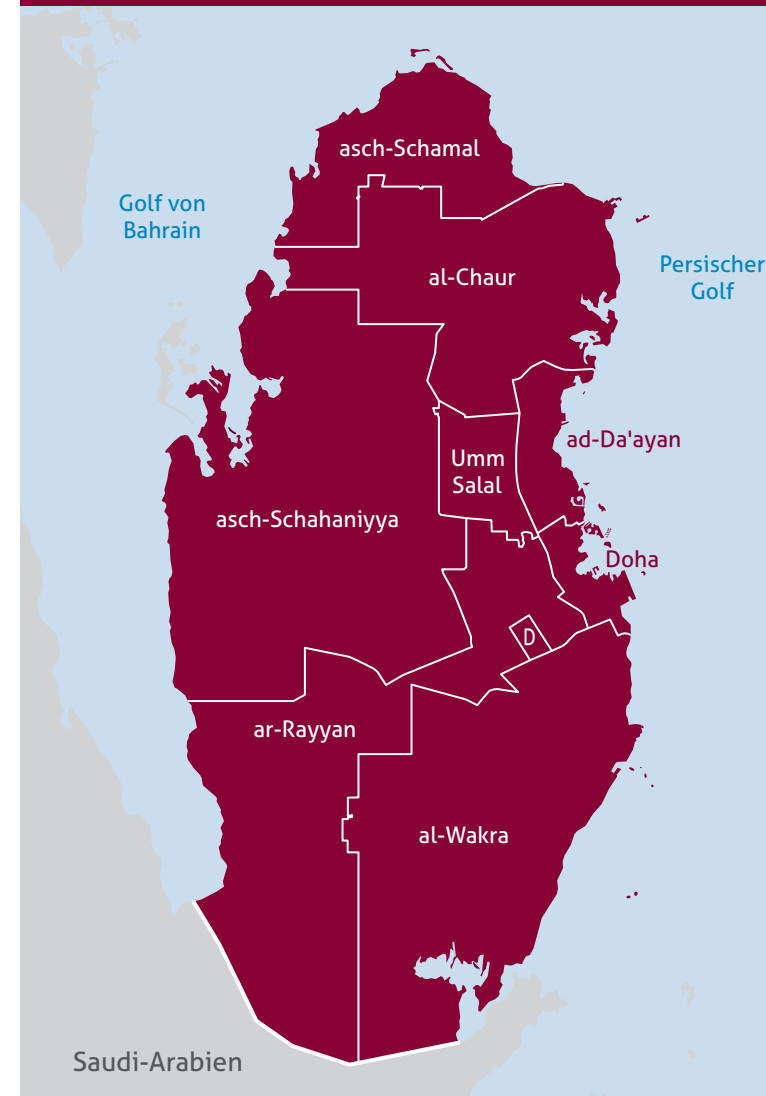 asch-Schamal
Golf von
Bahrain
al-Chaur
Persischer
Golf
ad-Da'ayan
Umm
Salal
asch-Schahaniyya
Doha
D
ar-Rayyan
al-Wakra
Saudi-Arabien